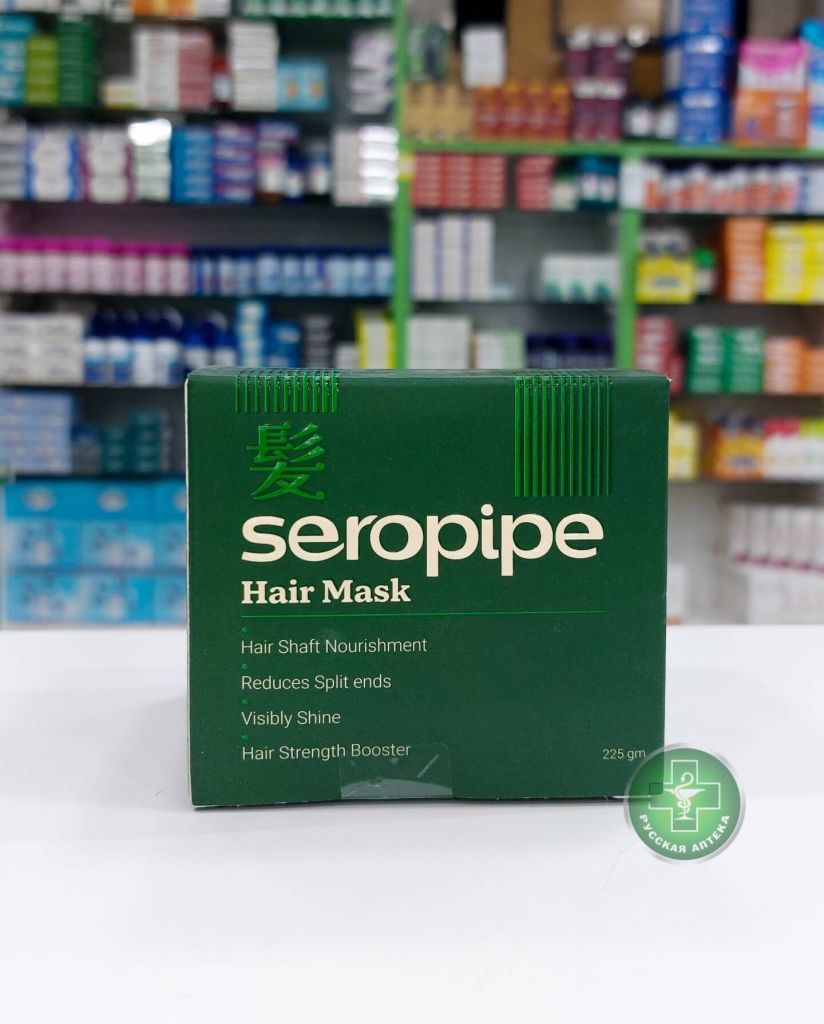 髪
seropipe
Hair Mask
Hair Shaft Nourishment
Reduces Split ends
Visibly Shine
Hair Strength Booster
225 gm
РУССКАЯ АПТЕКА